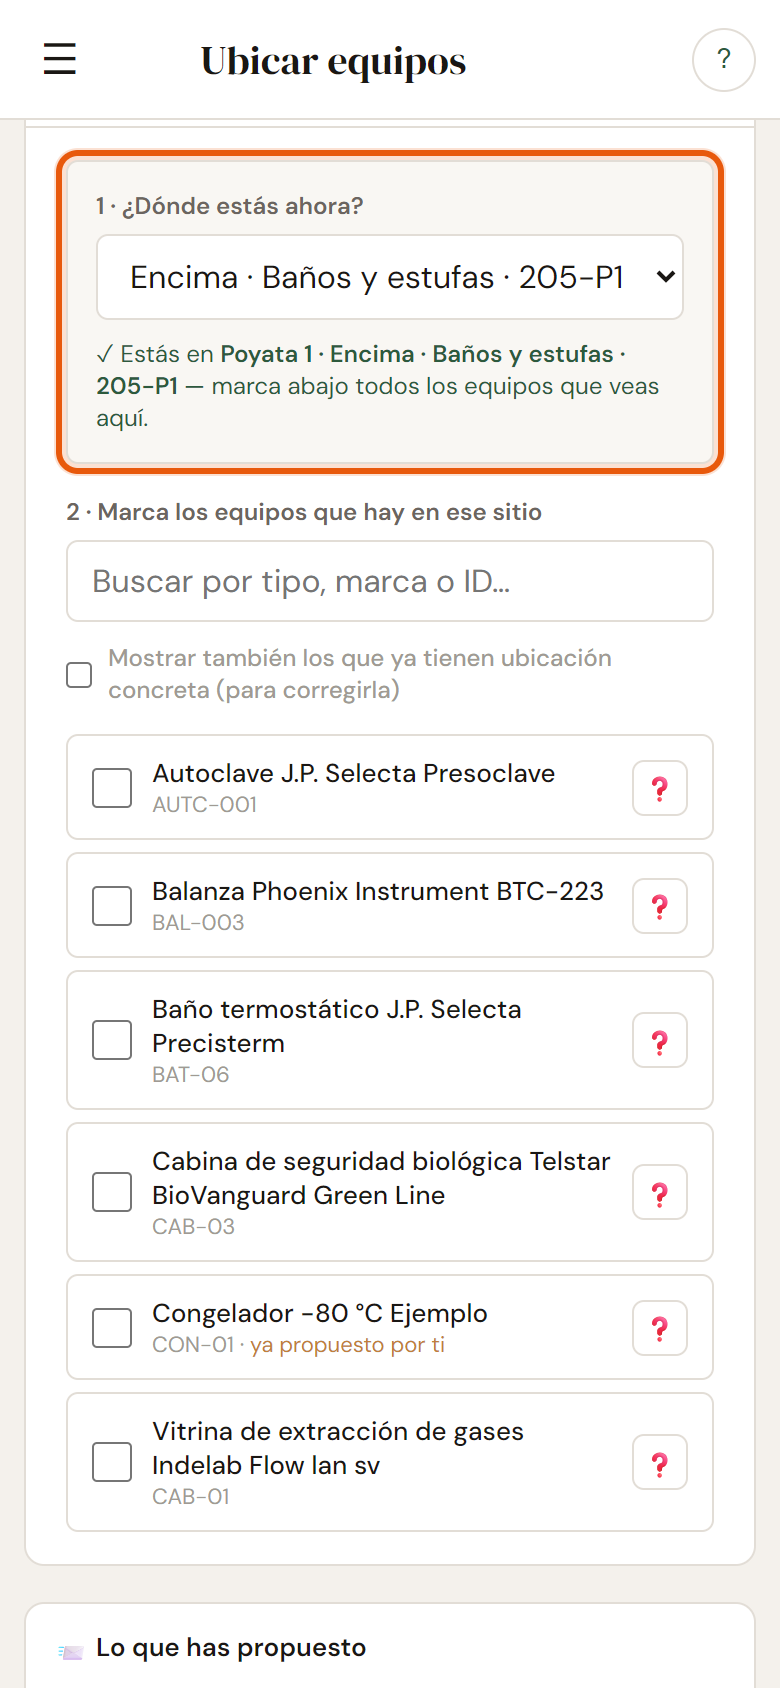 ☰ Ubicar equipos ?
1 · ¿Dónde estás ahora?
Encima · Baños y estufas · 205-P1
✓ Estás en Poyata 1 · Encima · Baños y estufas ·
205-P1 — marca abajo todos los equipos que veas
aquí.
2 · Marca los equipos que hay en ese sitio
Buscar por tipo, marca o ID...
Mostrar también los que ya tienen ubicación
concreta (para corregirla)
Autoclave J.P. Selecta Presoclave
AUTC-001
❓
Balanza Phoenix Instrument BTC-223
BAL-003
❓
Baño termostático J.P. Selecta
Precisterm
BAT-06
❓
Cabina de seguridad biológica Telstar
BioVanguard Green Line
CAB-03
❓
Congelador -80 °C Ejemplo
CON-01 · ya propuesto por ti
❓
Vitrina de extracción de gases
Indelab Flow lan sv
CAB-01
❓
Lo que has propuesto